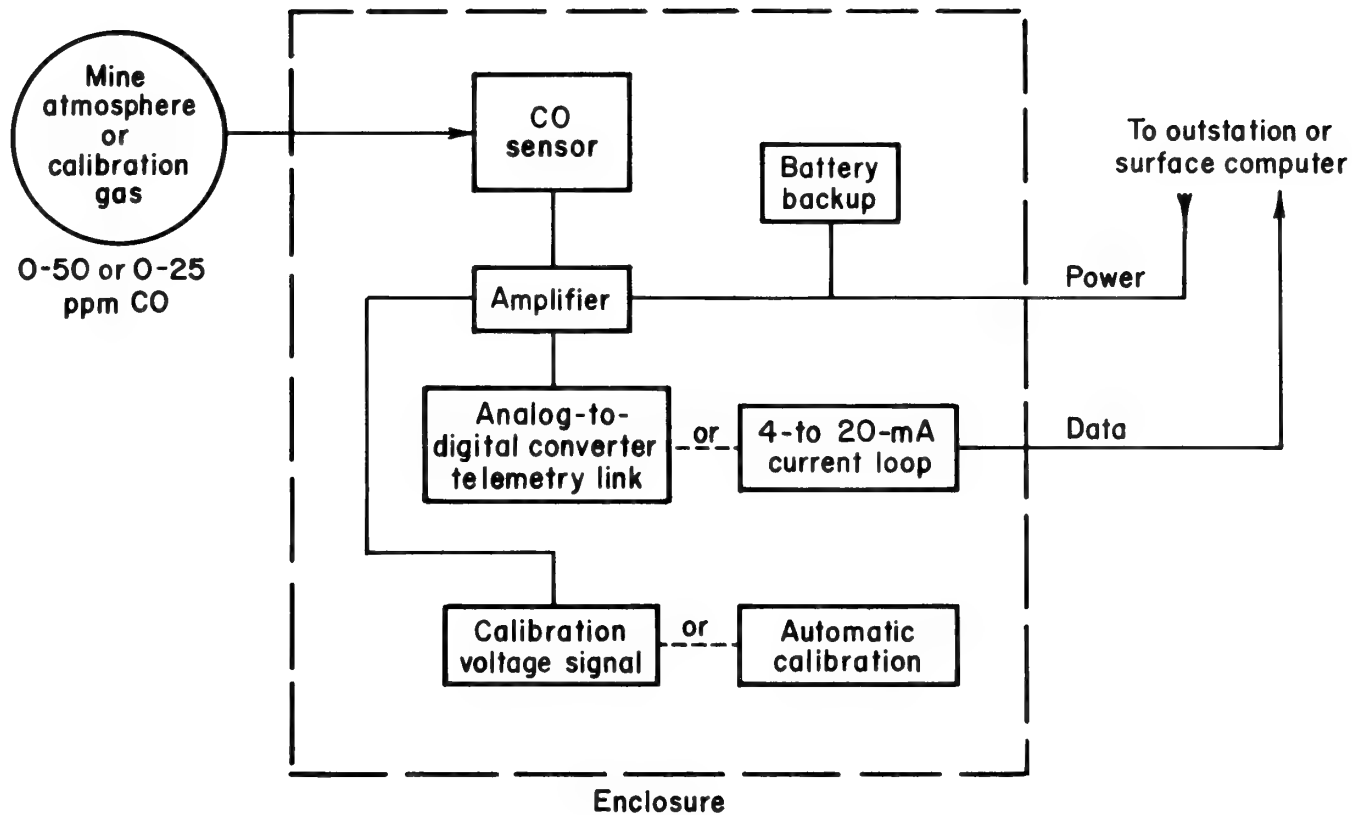 Mine
atmosphere
or
calibration
gas
0-50 or 0-25
ppm CO
CO
sensor
Battery
backup
To outstation or
surface computer
Amplifier
Power
Analog-to-
digital converter
telemetry link
or
4-to 20-mA
current loop
Data
Calibration
voltage signal
or
Automatic
calibration
Enclosure